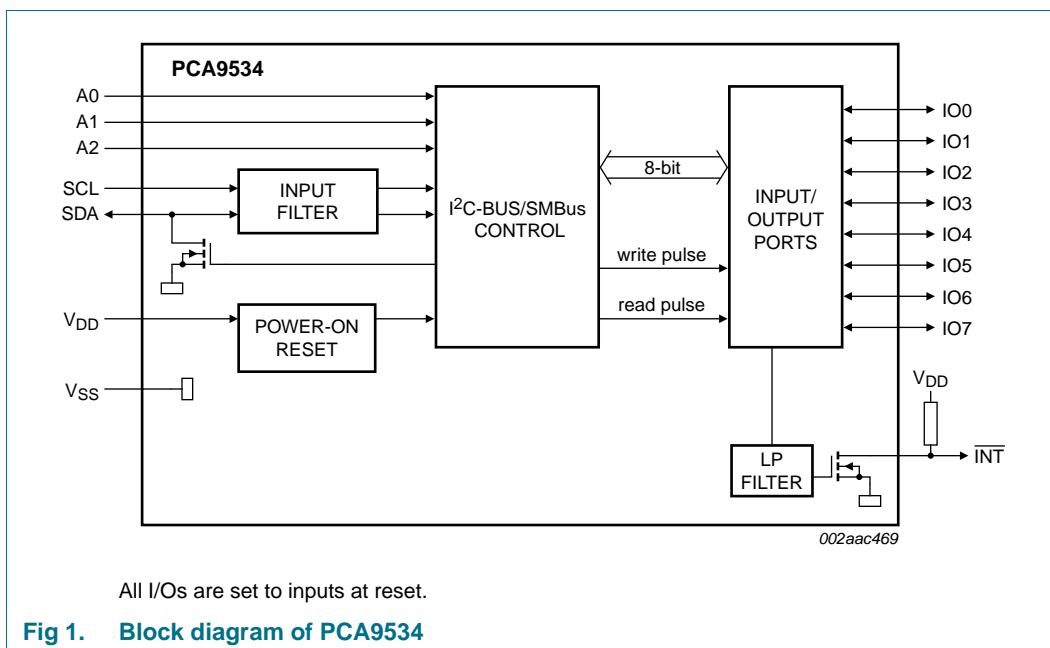 PCA9534
A0
A1
A2
SCL
SDA
INPUT
FILTER
I²C-BUS/SMBus
CONTROL
8-bit
write pulse
read pulse
INPUT/
OUTPUT
PORTS
IO0
IO1
IO2
IO3
IO4
IO5
IO6
IO7
VDD
POWER-ON
RESET
VSS
VDD
INT
LP
FILTER
002aac469
All I/Os are set to inputs at reset.
Fig 1. Block diagram of PCA9534